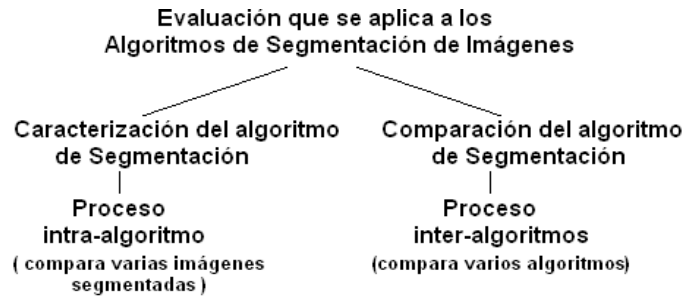 Evaluación que se aplica a los
Algoritmos de Segmentación de Imágenes
Caracterización del algoritmo
de Segmentación
Proceso
intra-algoritmo
( compara varias imágenes
segmentadas )
Comparación del algoritmo
de Segmentación
Proceso
inter-algoritmos
(compara varios algoritmos)